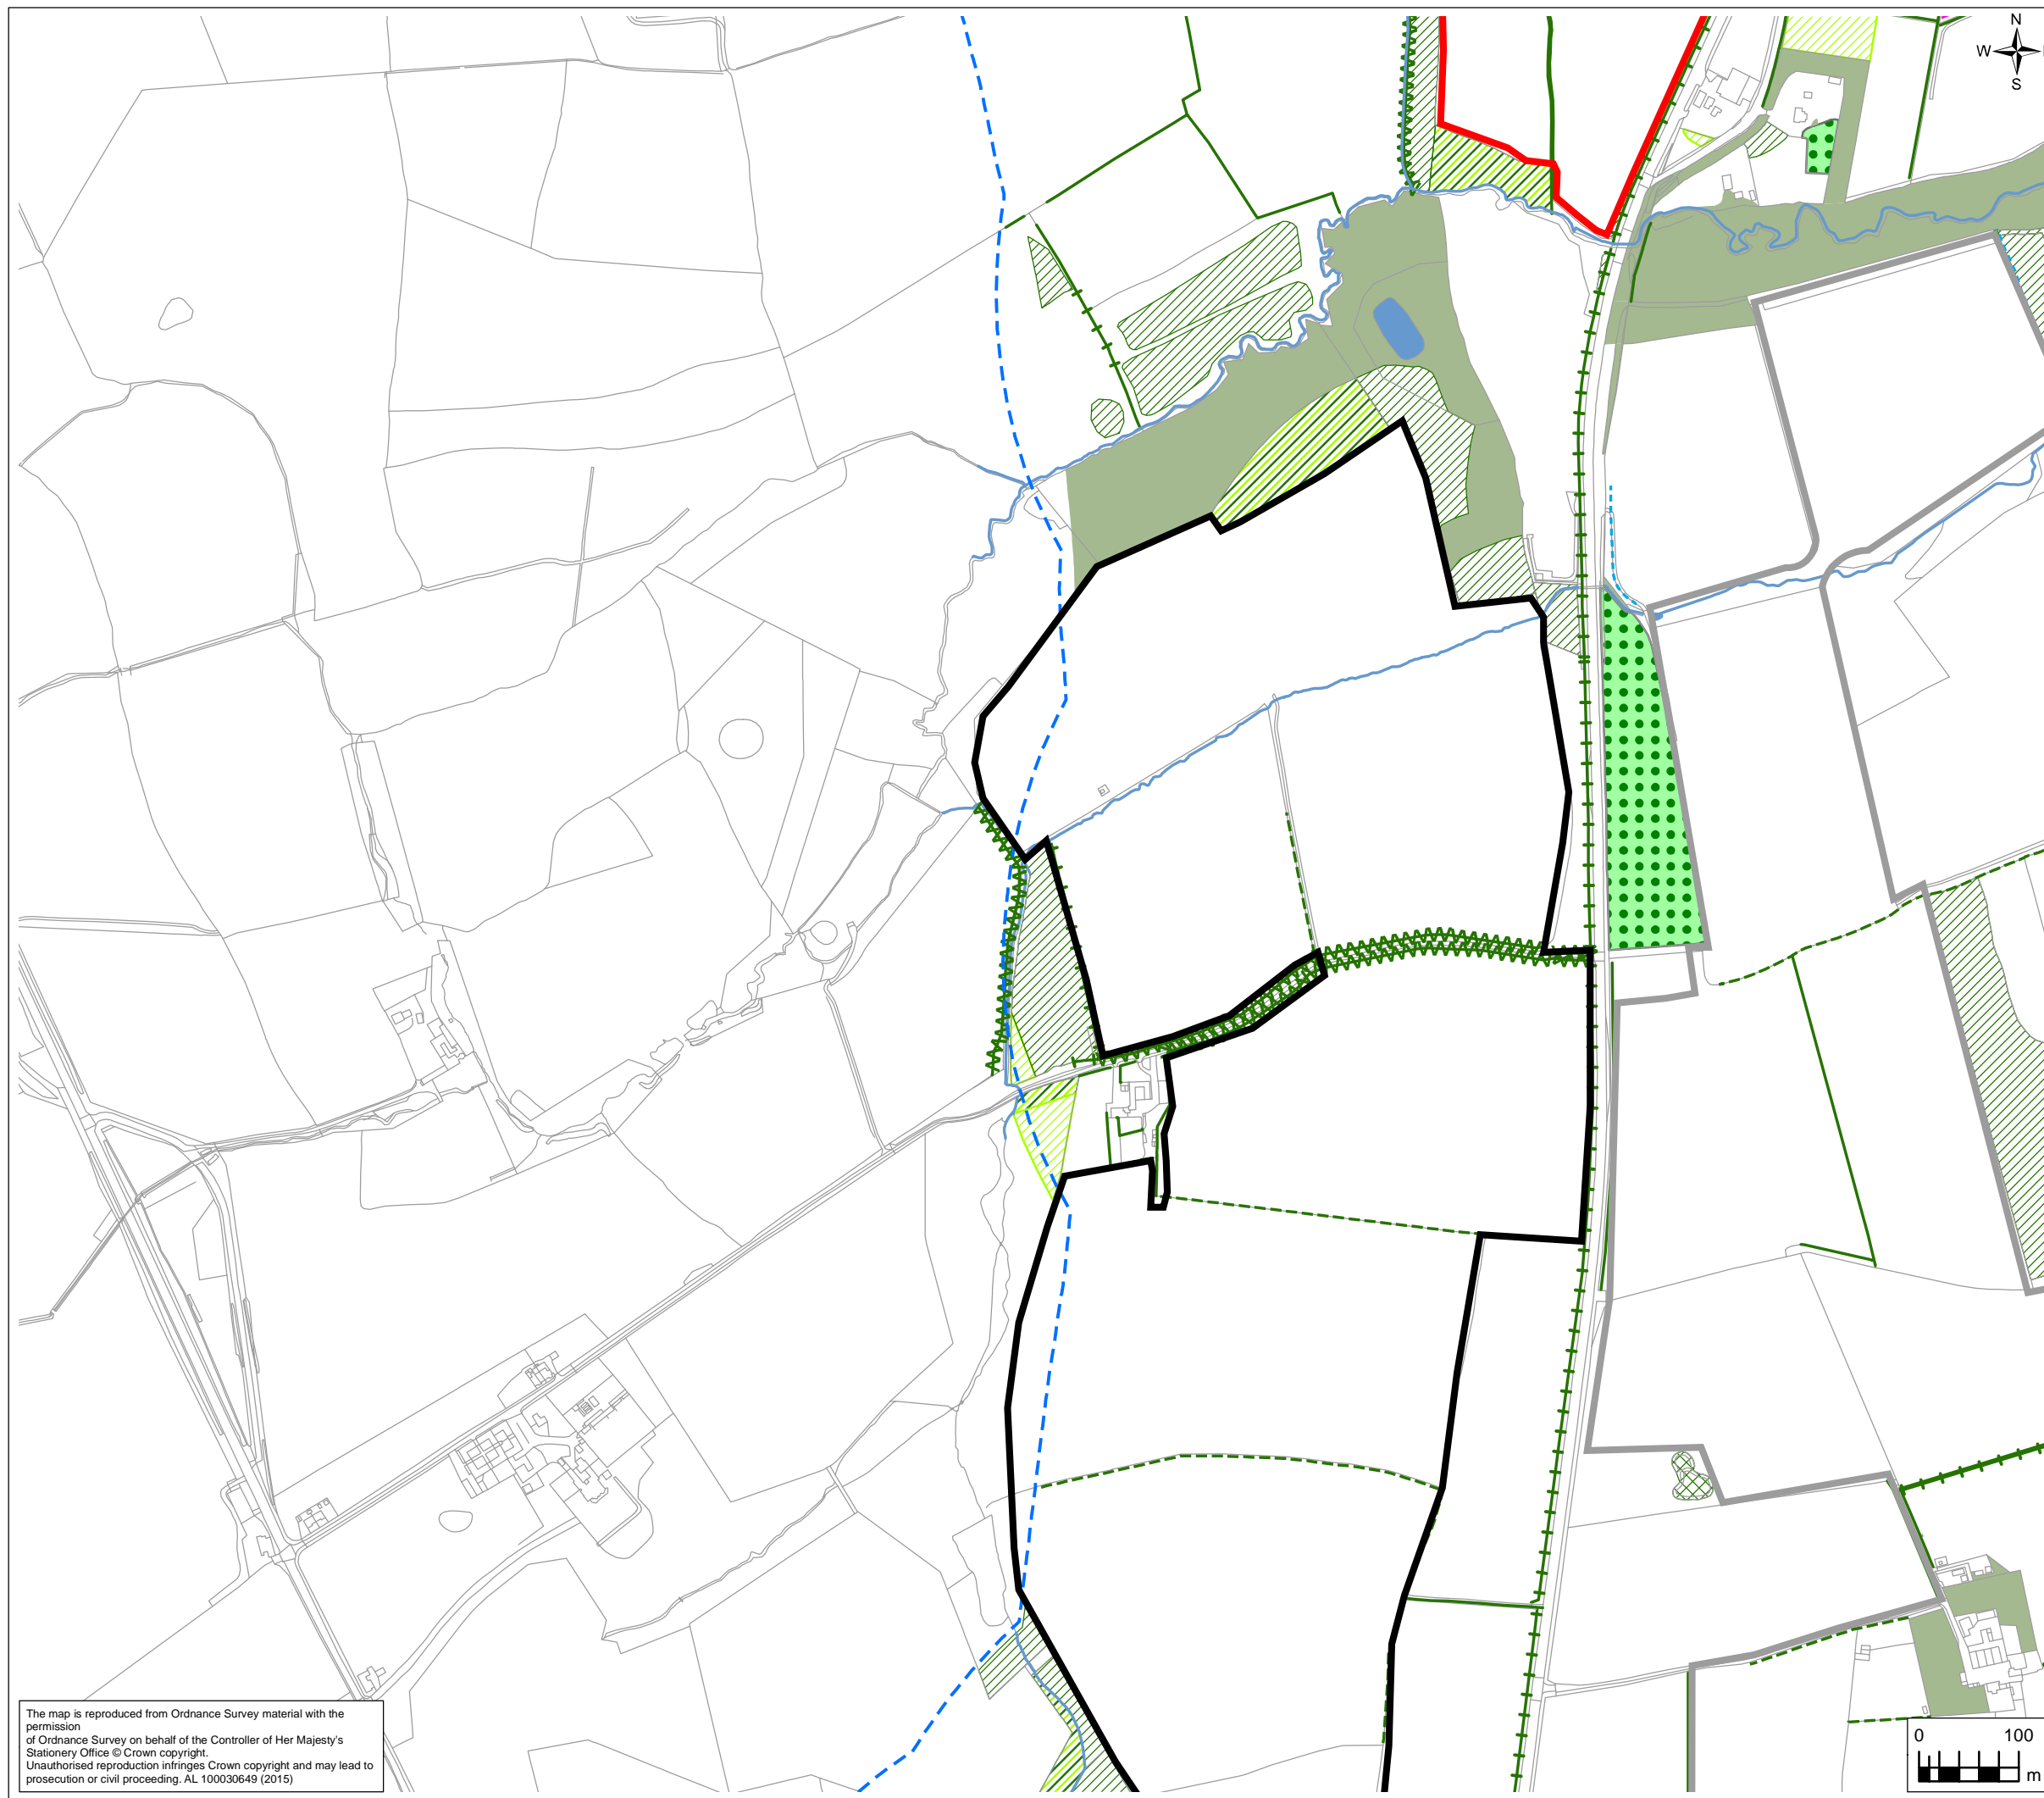 N
W
S
The map is reproduced from Ordnance Survey material with the
permission
of Ordnance Survey on behalf of the Controller of Her Majesty's
Stationery Office © Crown copyright.
Unauthorised reproduction infringes Crown copyright and may lead to
prosecution or civil proceeding. AL 100030649 (2015)
0 100
m